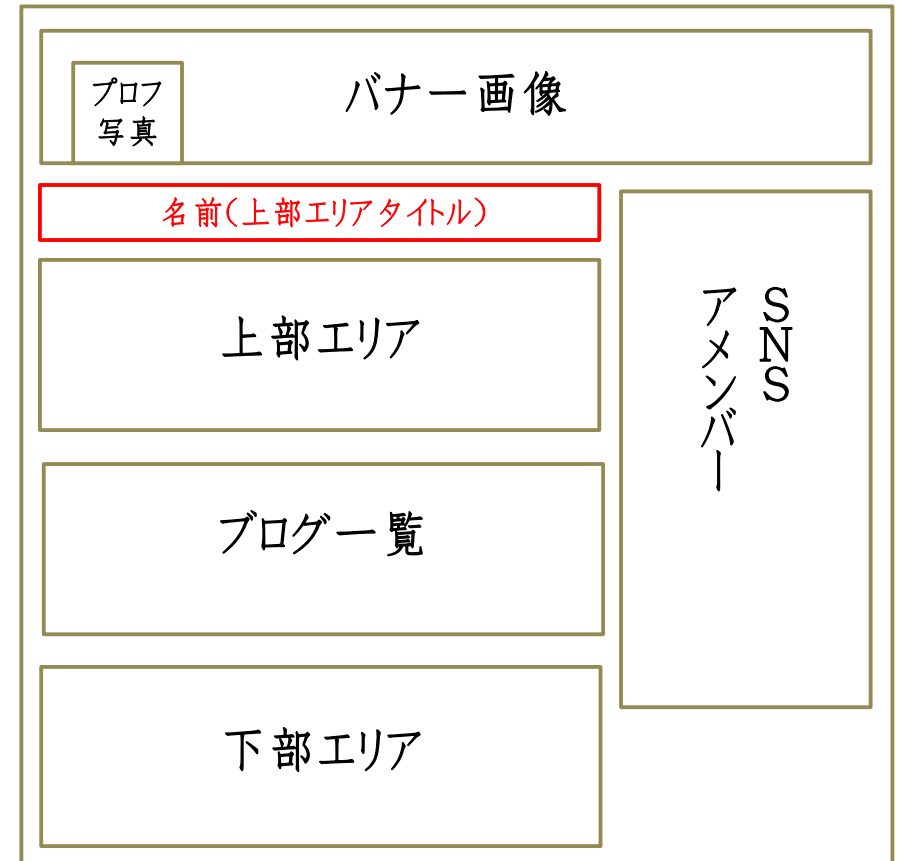 プロフ
写真
バナー画像
名前(上部エリアタイトル)
上部エリア
SNS
アメンバー
ブログ一覧
下部エリア